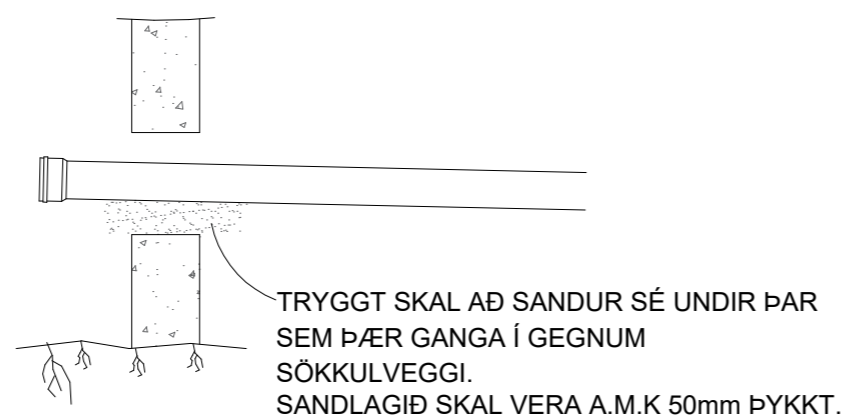 TRYGGT SKAL AÐ SANDUR SÉ UNDIR ÞAR
SEM ÞÆR GANGA Í GEGNUM
SÖKKULVEGGI.
SANDLAGIÐ SKAL VERA A.M.K 50mm ÞYKKT.